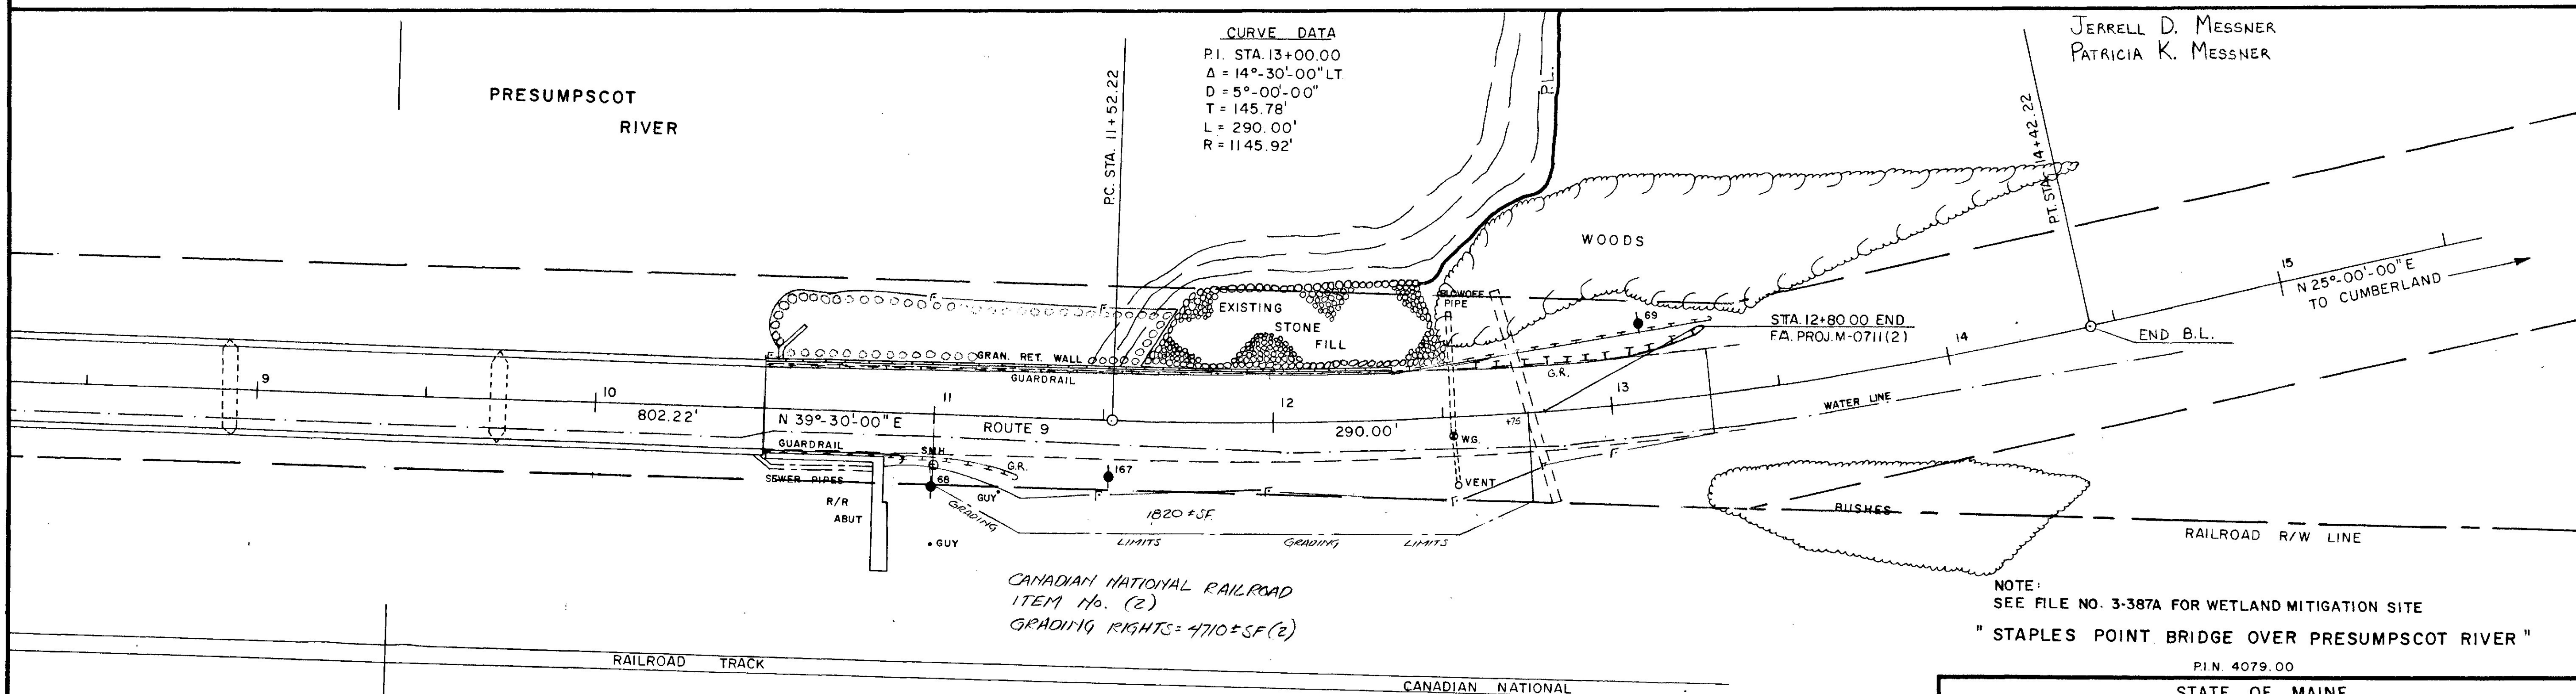 JERRELL D. MESSNER
PATRICIA K. MESSNER
CURVE DATA
P.I. STA. 13+00.00
Δ = 14°-30'-00" LT.
D = 5°-00'-00"
T = 145.78'
L = 290.00'
R = 1145.92'
PRESUMPSCOT
RIVER
P.C. STA. 11+52.22
P.L.
P.T. STA. 14+42.22
WOODS
15
N 25°-00'-00" E
TO CUMBERLAND
F
F
BLOWOFF
PIPE
EXISTING
STONE
FILL
69
STA. 12+80.00 END
F.A. PROJ. M-0711(2)
14
END B.L.
GRAN. RET. WALL
GUARDRAIL
G.R.
9
10
11
12
13
802.22'
N 39°-30'-00" E
ROUTE 9
290.00'
+75
WATER LINE
GUARDRAIL
S.M.H.
G.R.
W.G.
F
SEWER PIPES
68
167
GUY
F
F
VENT
F
R/R
ABUT
GRADING
1820 ± SF
BUSHES
GUY
LIMITS
GRADING
LIMITS
RAILROAD R/W LINE
CANADIAN NATIONAL RAILROAD
ITEM No. (2)
GRADING RIGHTS = 4710 ± SF (2)
NOTE:
SEE FILE NO. 3-387A FOR WETLAND MITIGATION SITE
" STAPLES POINT BRIDGE OVER PRESUMPSCOT RIVER "
P.I.N. 4079.00
RAILROAD TRACK
CANADIAN NATIONAL
STATE OF MAINE